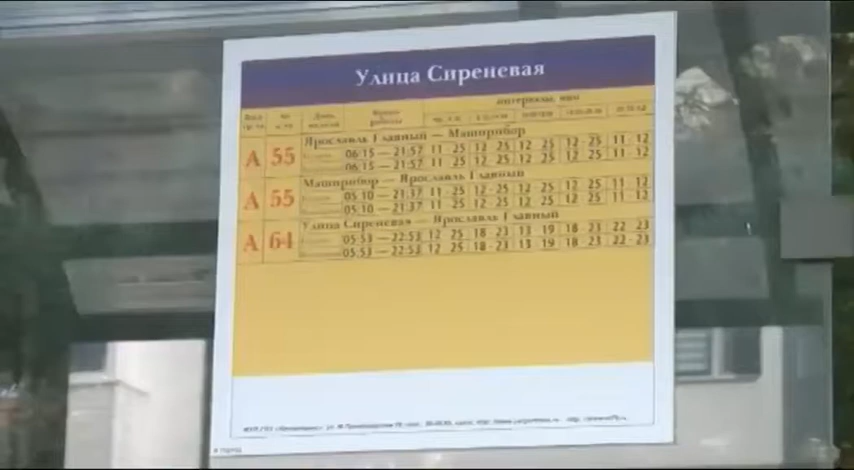 Улица Сиреневая
интервалы, мин
Ярославль Главный — Машприбор
А 55 06:15 — 21:57 11 25 12 25 12 25 12 25 11 12
06:15 — 21:57 11 25 12 25 12 25 12 25 11 12
Машприбор — Ярославль Главный
А 55 05:10 — 21:37 11 25 12 25 12 25 12 25 11 12
05:10 — 21:37 11 25 12 25 12 25 12 25 11 12
Улица Сиреневая — Ярославль Главный
А 64 05:53 — 22:53 12 25 18 23 13 19 18 23 22 23
05:53 — 22:53 12 25 18 23 13 19 18 23 22 23
в город